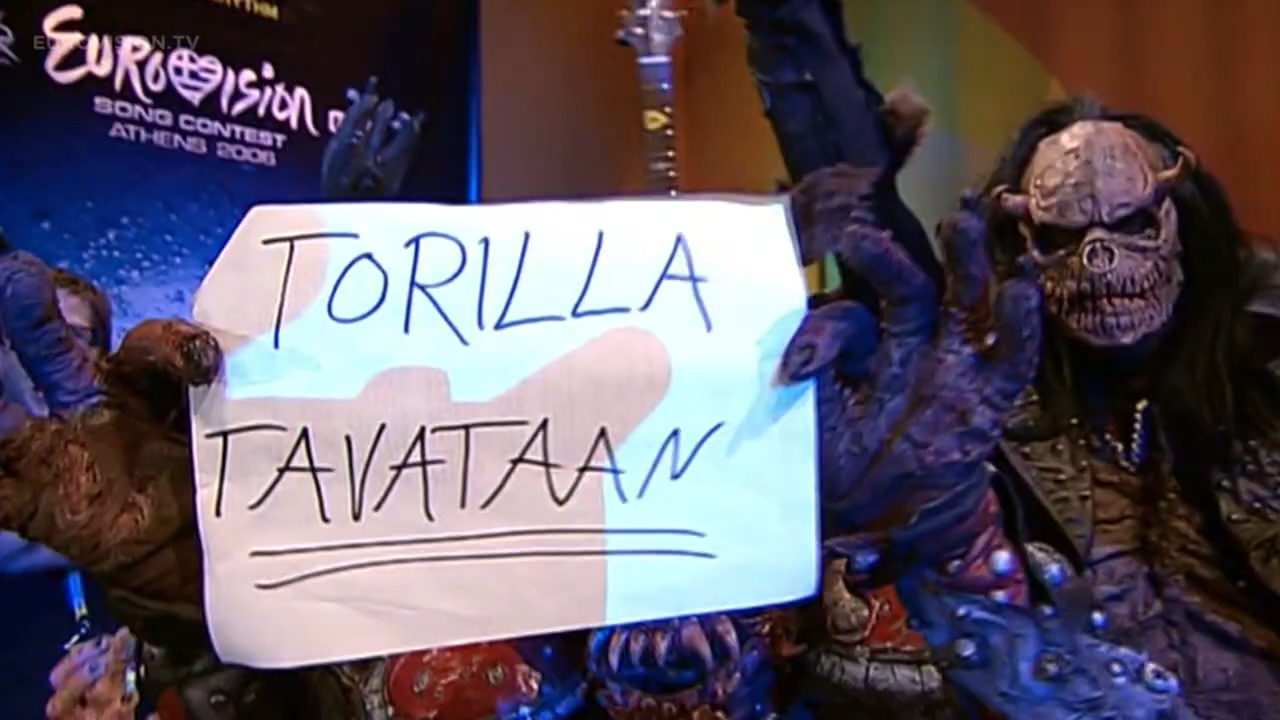 EUROVISION.TV
EUROVISION
SONG CONTEST
ATHENS 2006
TORILLA
TAVATAAN